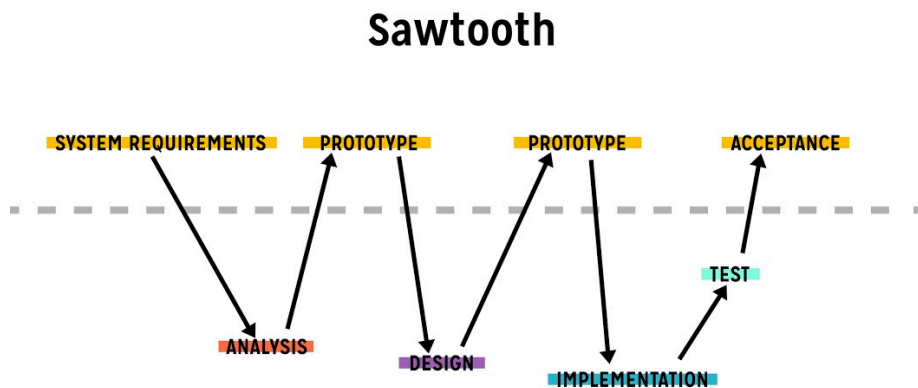 Sawtooth
SYSTEM REQUIREMENTS
PROTOTYPE
PROTOTYPE
ACCEPTANCE
TEST
ANALYSIS
DESIGN
IMPLEMENTATION